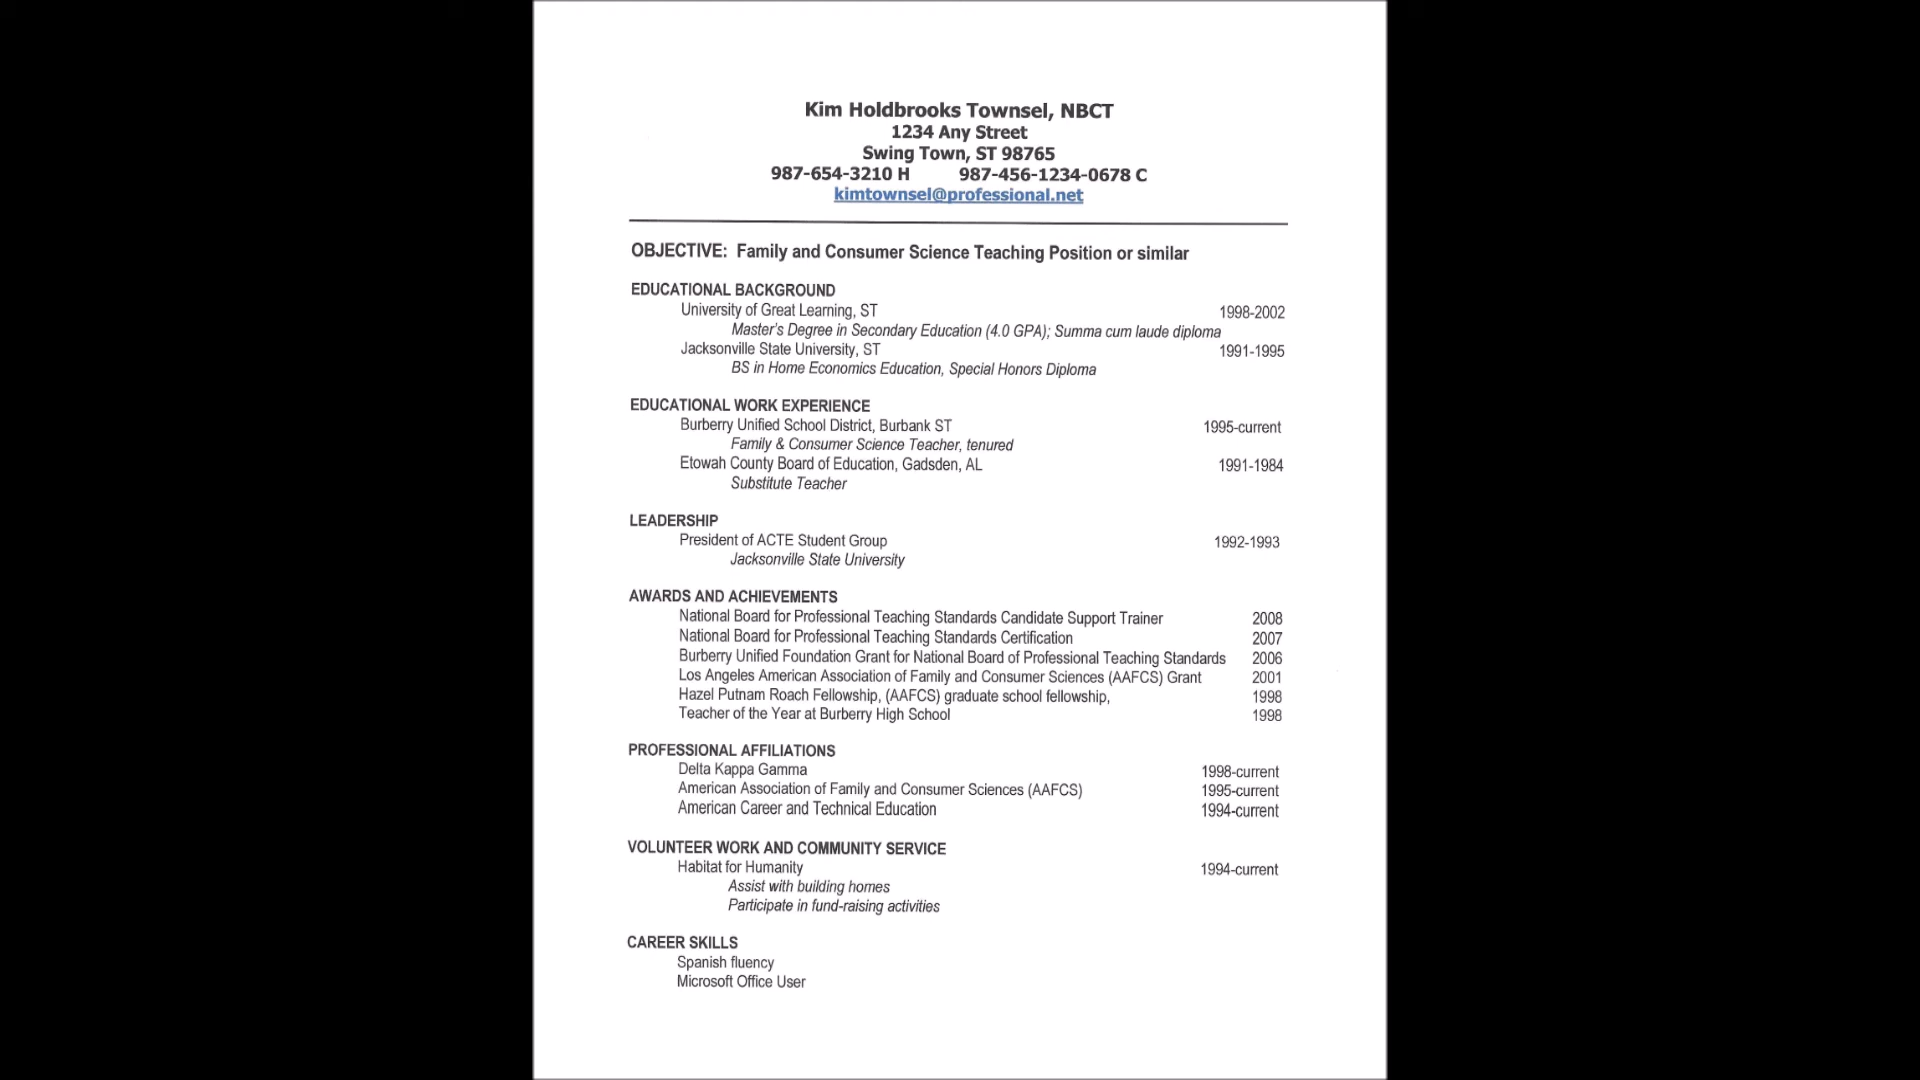 Kim Holdbrooks Townsel, NBCT
1234 Any Street
Swing Town, ST 98765
987-654-3210 H 987-456-1234-0678 C
kimtownsel@professional.net
OBJECTIVE: Family and Consumer Science Teaching Position or similar
EDUCATIONAL BACKGROUND
University of Great Learning, ST 1998-2002
Master's Degree in Secondary Education (4.0 GPA); Summa cum laude diploma
Jacksonville State University, ST 1991-1995
BS in Home Economics Education, Special Honors Diploma
EDUCATIONAL WORK EXPERIENCE
Burberry Unified School District, Burbank ST 1995-current
Family & Consumer Science Teacher, tenured
Etowah County Board of Education, Gadsden, AL 1991-1984
Substitute Teacher
LEADERSHIP
President of ACTE Student Group 1992-1993
Jacksonville State University
AWARDS AND ACHIEVEMENTS
National Board for Professional Teaching Standards Candidate Support Trainer 2008
National Board for Professional Teaching Standards Certification 2007
Burberry Unified Foundation Grant for National Board of Professional Teaching Standards 2006
Los Angeles American Association of Family and Consumer Sciences (AAFCS) Grant 2001
Hazel Putnam Roach Fellowship, (AAFCS) graduate school fellowship, 1998
Teacher of the Year at Burberry High School 1998
PROFESSIONAL AFFILIATIONS
Delta Kappa Gamma 1998-current
American Association of Family and Consumer Sciences (AAFCS) 1995-current
American Career and Technical Education 1994-current
VOLUNTEER WORK AND COMMUNITY SERVICE
Habitat for Humanity 1994-current
Assist with building homes
Participate in fund-raising activities
CAREER SKILLS
Spanish fluency
Microsoft Office User